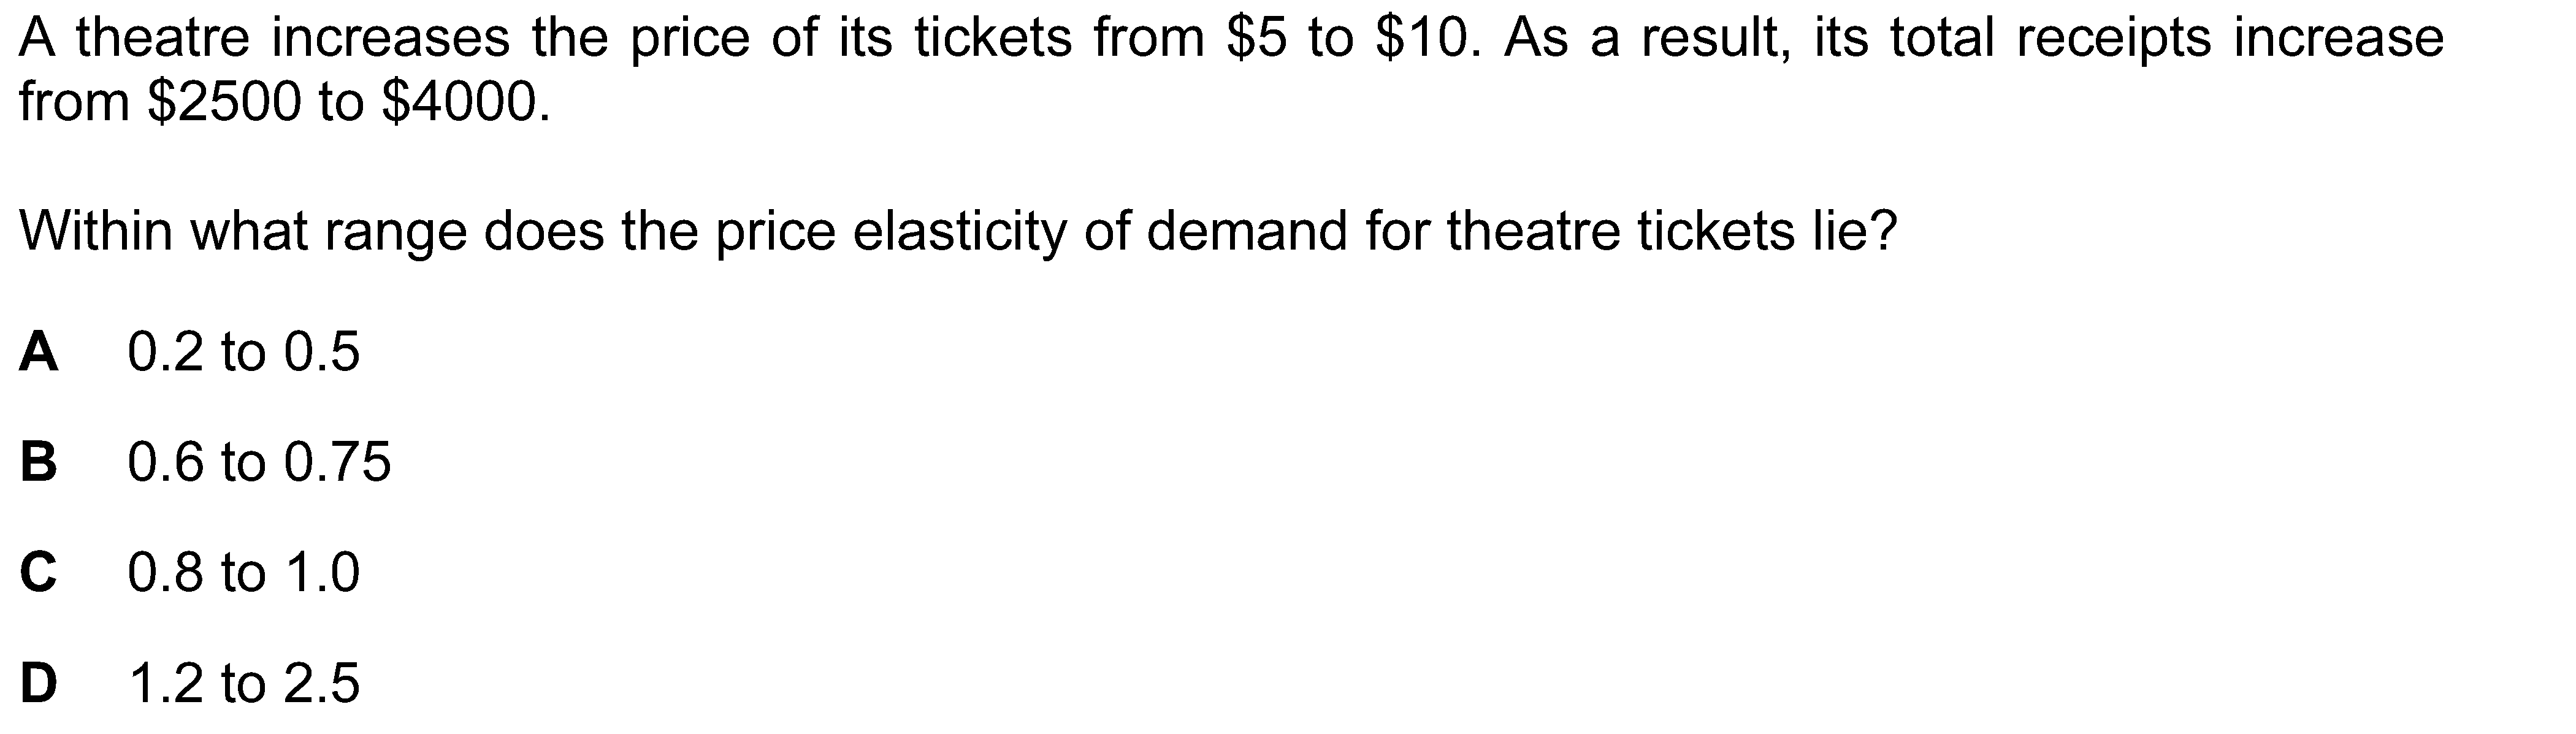 A theatre increases the price of its tickets from $5 to $10. As a result, its total receipts increase
from $2500 to $4000.
Within what range does the price elasticity of demand for theatre tickets lie?
A 0.2 to 0.5
B 0.6 to 0.75
C 0.8 to 1.0
D 1.2 to 2.5